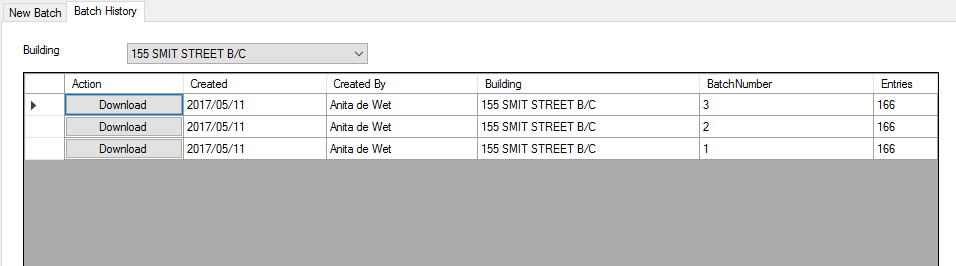 New Batch Batch History
Building 155 SMIT STREET B/C
Action Created Created By Building BatchNumber Entries
Download 2017/05/11 Anita de Wet 155 SMIT STREET B/C 3 166
Download 2017/05/11 Anita de Wet 155 SMIT STREET B/C 2 166
Download 2017/05/11 Anita de Wet 155 SMIT STREET B/C 1 166